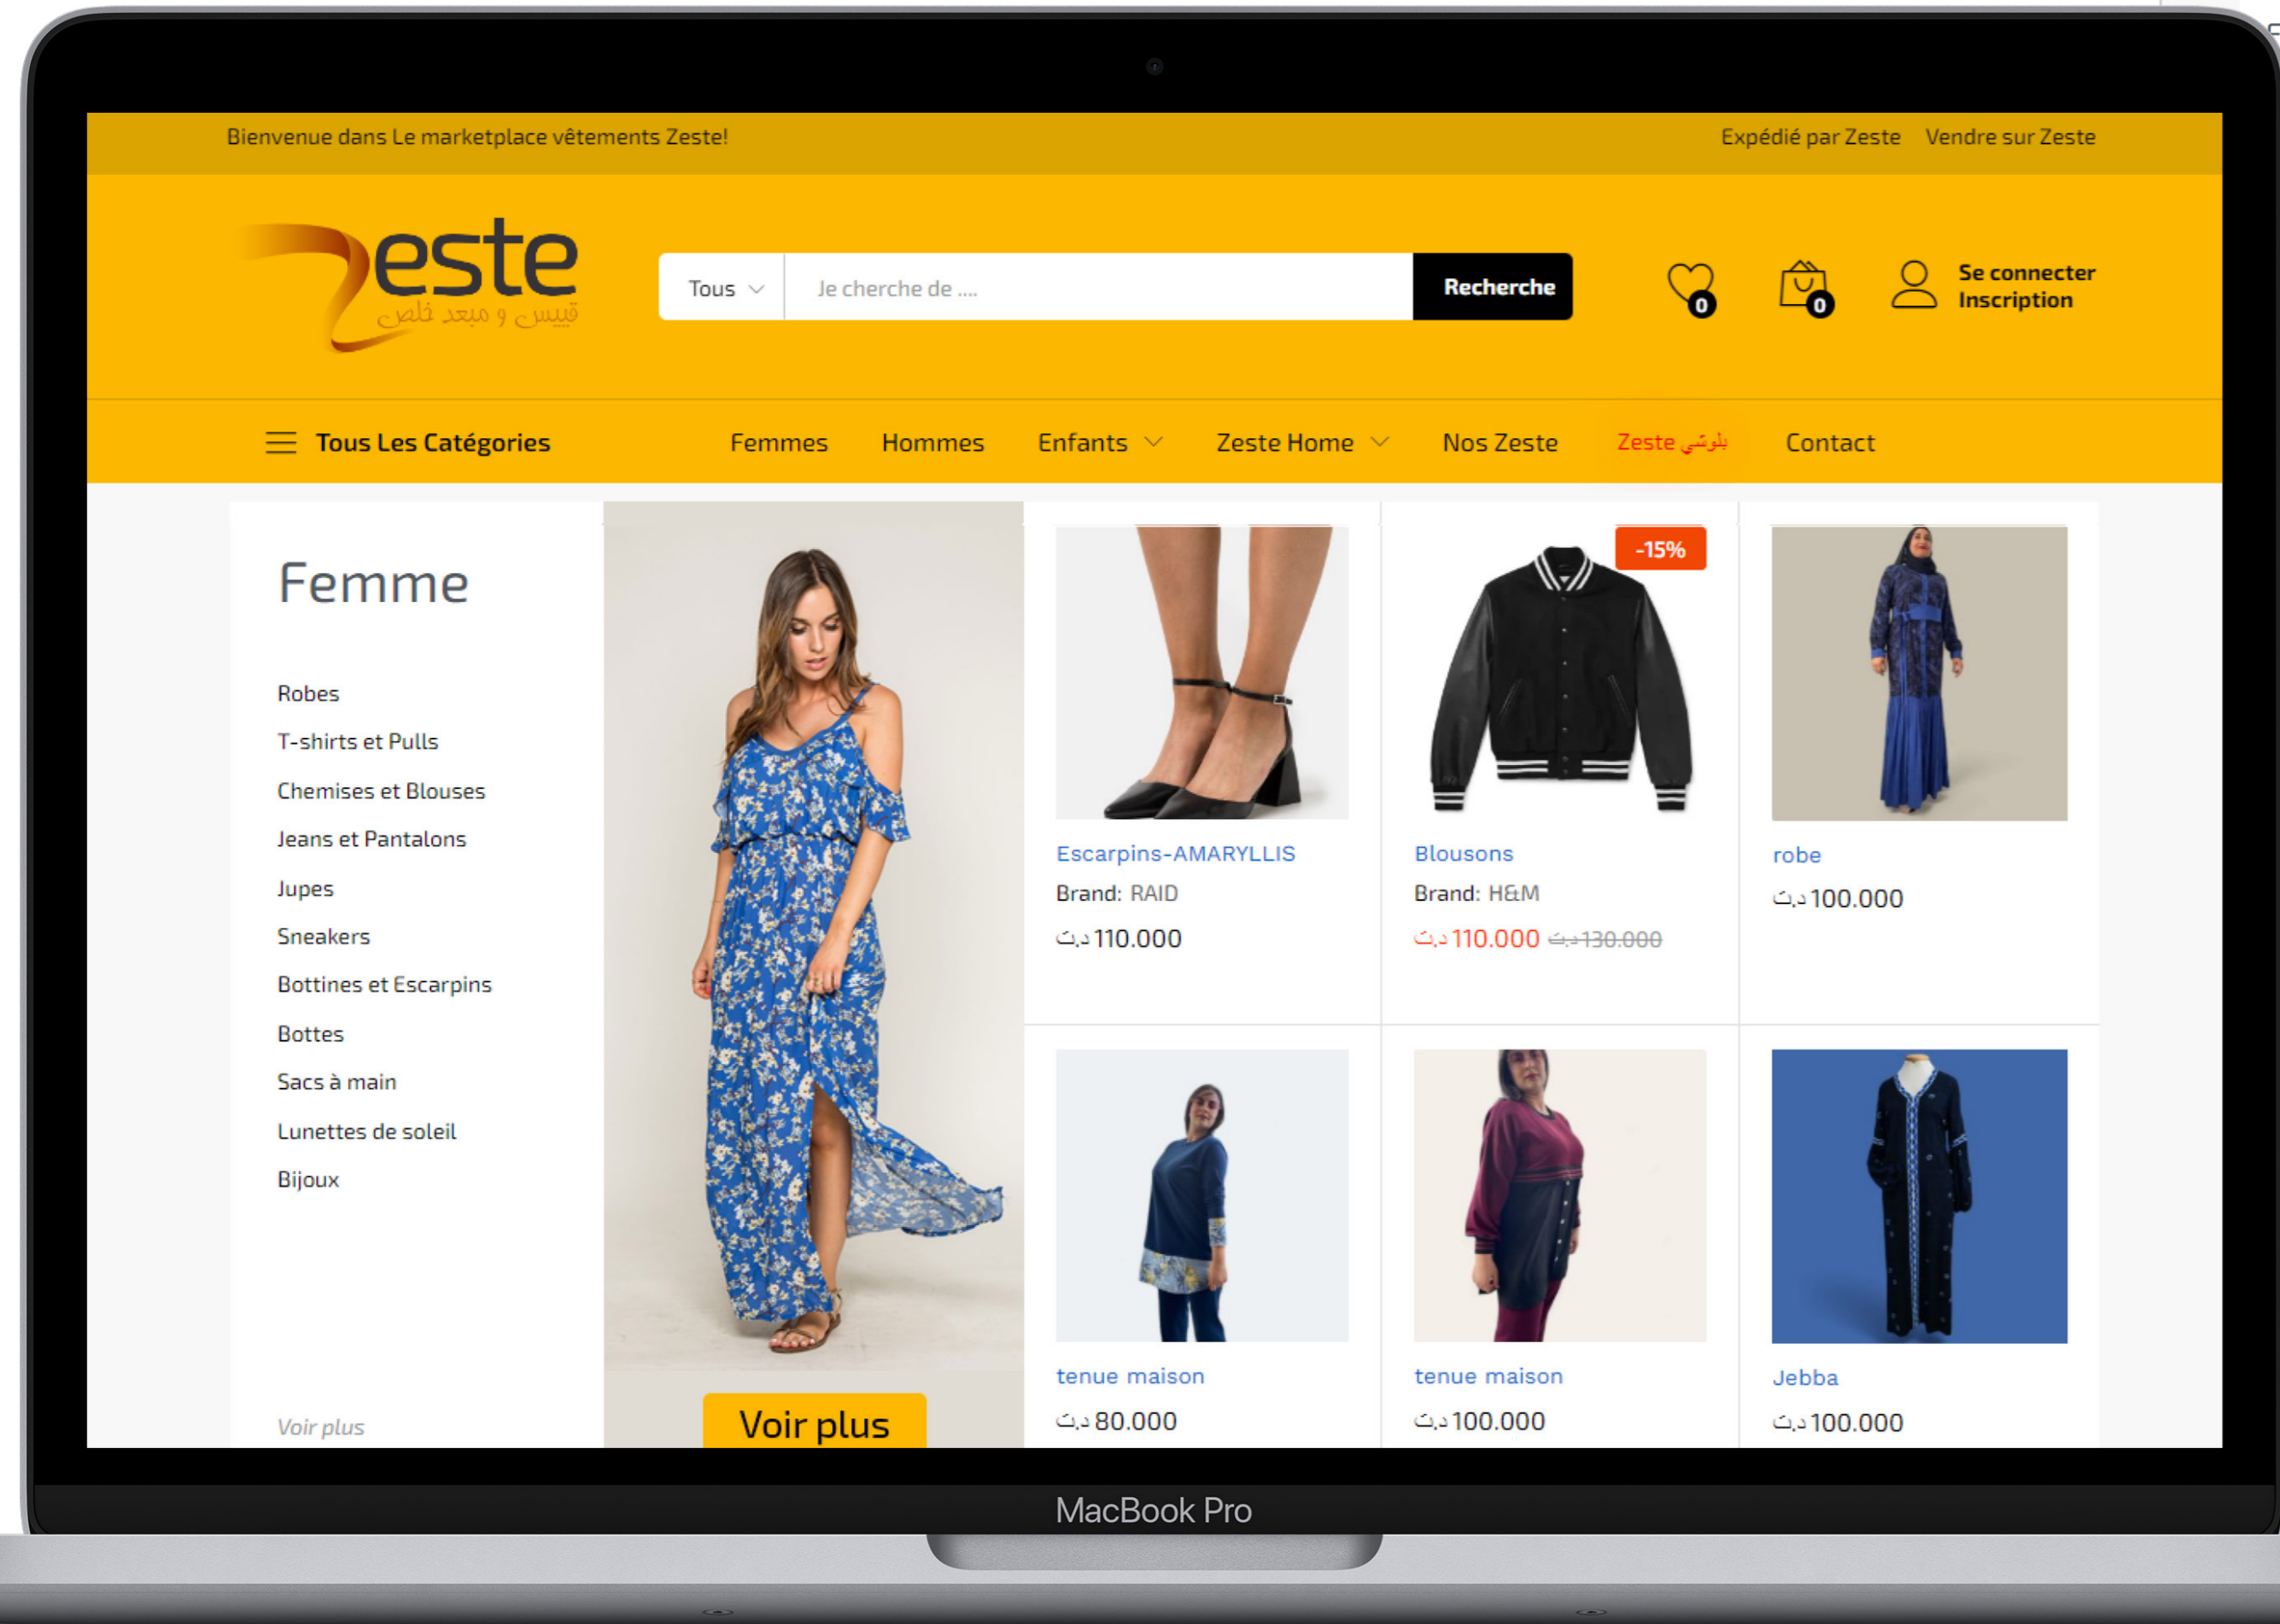 Bienvenue dans Le marketplace vêtements Zeste!
Expédié par Zeste Vendre sur Zeste
Zeste
قييس و مبعد خلص
Tous Je cherche de .... Recherche
0 0
Se connecter
Inscription
Tous Les Catégories Femmes Hommes Enfants Zeste Home Nos Zeste Zeste بلوشي Contact
Femme
Robes
T-shirts et Pulls
Chemises et Blouses
Jeans et Pantalons
Jupes
Sneakers
Bottines et Escarpins
Bottes
Sacs à main
Lunettes de soleil
Bijoux
Voir plus
Voir plus
Escarpins-AMARYLLIS
Brand: RAID
د.ت 110.000
-15%
Blousons
Brand: H&M
د.ت 110.000 د.ت 130.000
robe
د.ت 100.000
tenue maison
د.ت 80.000
tenue maison
د.ت 100.000
Jebba
د.ت 100.000
MacBook Pro